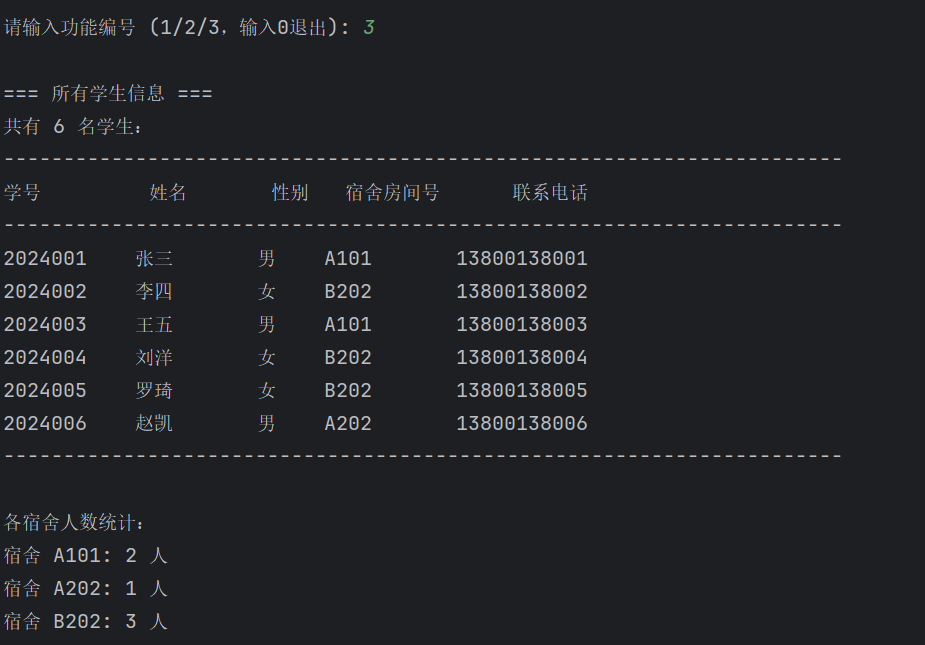 请输入功能编号 (1/2/3，输入0退出): 3
=== 所有学生信息 ===
共有 6 名学生：
----------------------------------------------------------------------
学号         姓名       性别   宿舍房间号      联系电话
----------------------------------------------------------------------
2024001    张三       男    A101       13800138001
2024002    李四       女    B202       13800138002
2024003    王五       男    A101       13800138003
2024004    刘洋       女    B202       13800138004
2024005    罗琦       女    B202       13800138005
2024006    赵凯       男    A202       13800138006
----------------------------------------------------------------------
各宿舍人数统计：
宿舍 A101: 2 人
宿舍 A202: 1 人
宿舍 B202: 3 人